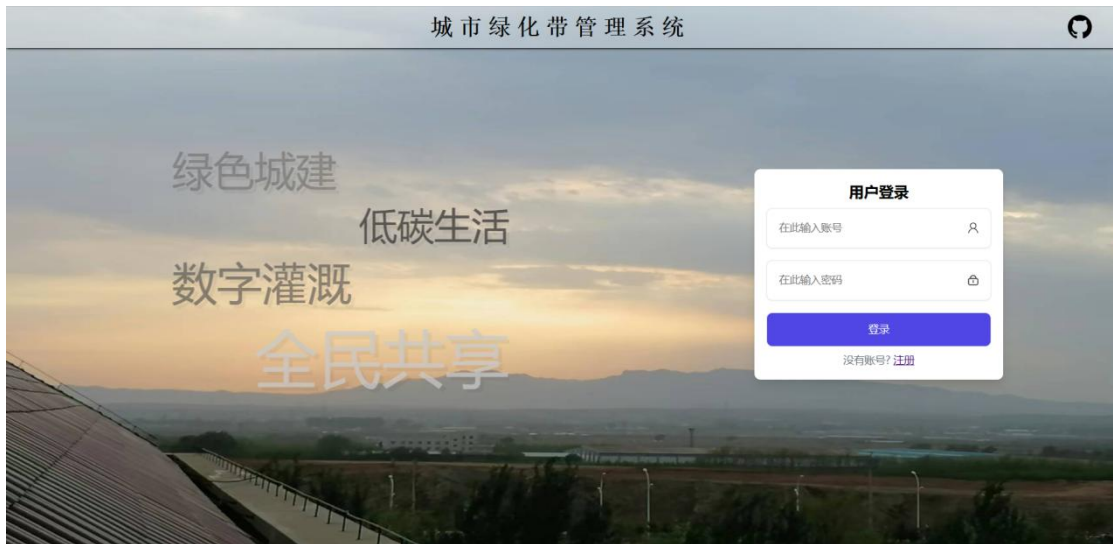 城市绿化带管理系统
绿色城建
低碳生活
数字灌溉
全民共享
用户登录
在此输入账号
在此输入密码
登录
没有账号? 注册